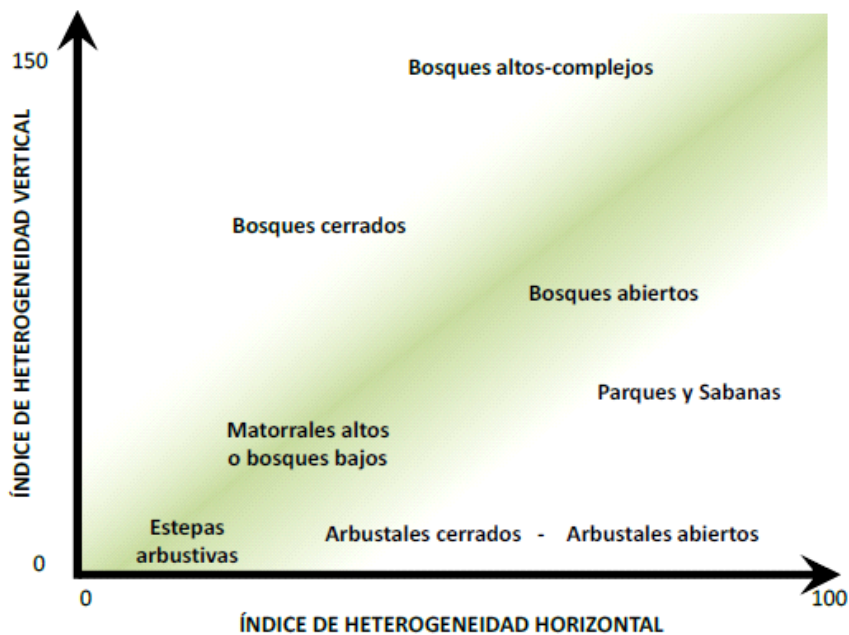 150
Bosques altos-complejos
ÍNDICE DE HETEROGENEIDAD VERTICAL
Bosques cerrados
Bosques abiertos
Parques y Sabanas
Matorrales altos
o bosques bajos
Estepas
arbustivas
Arbustales cerrados - Arbustales abiertos
0
0
100
ÍNDICE DE HETEROGENEIDAD HORIZONTAL